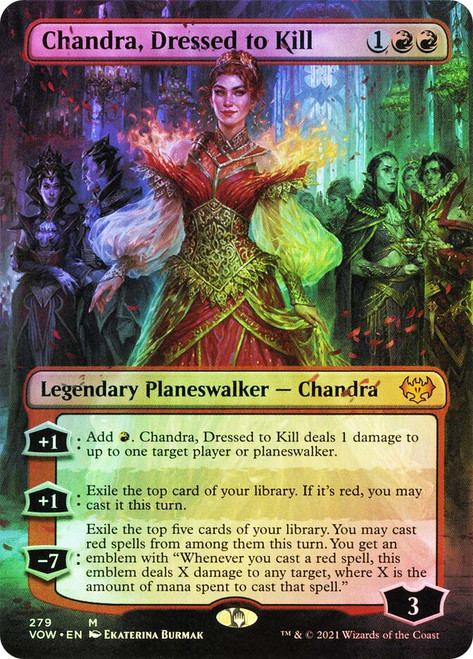 Chandra, Dressed to Kill 1
Legendary Planeswalker — Chandra
+1 : Add . Chandra, Dressed to Kill deals 1 damage to
up to one target player or planeswalker.
+1 : Exile the top card of your library. If it's red, you may
cast it this turn.
Exile the top five cards of your library. You may cast
red spells from among them this turn. You get an
−7 : emblem with “Whenever you cast a red spell, this
emblem deals X damage to any target, where X is the
amount of mana spent to cast that spell.”
3
279 M
VOW • EN Ekaterina Burmak ™ & © 2021 Wizards of the Coast